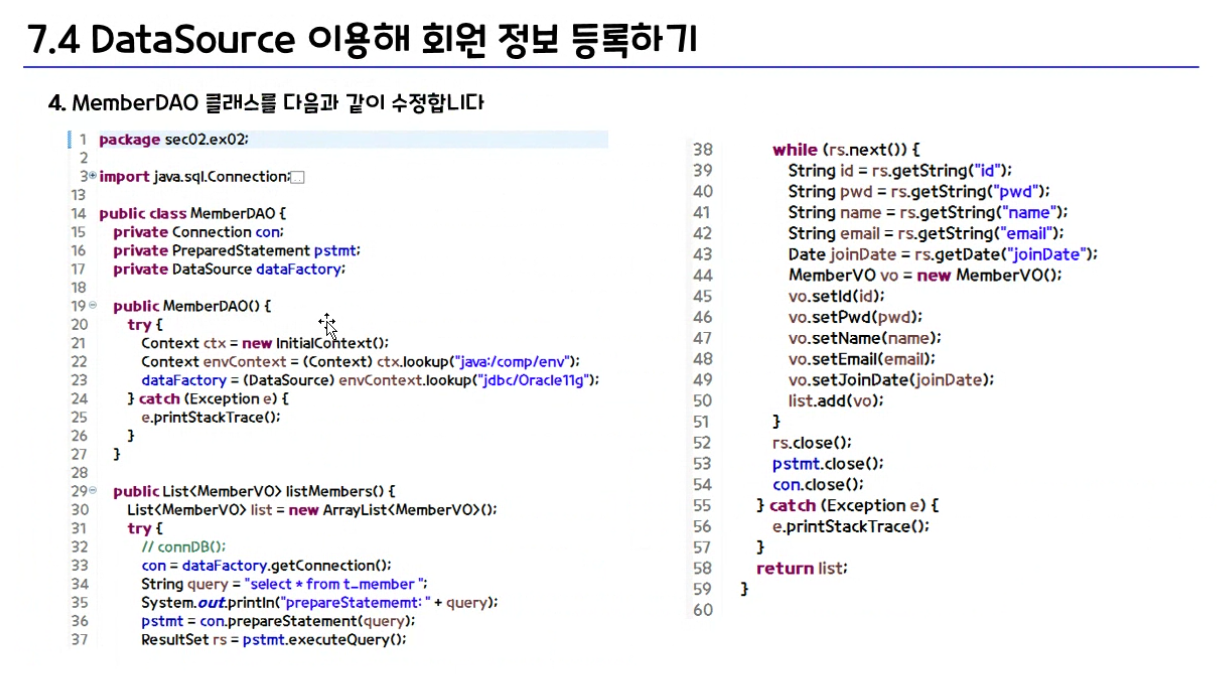 7.4 DataSource 이용해 회원 정보 등록하기
4. MemberDAO 클래스를 다음과 같이 수정합니다
1 package sec02.ex02;
2
3 import java.sql.Connection;
13
14 public class MemberDAO {
15 private Connection con;
16 private PreparedStatement pstmt;
17 private DataSource dataFactory;
18
19 public MemberDAO() {
20 try {
21 Context ctx = new InitialContext();
22 Context envContext = (Context) ctx.lookup("java:/comp/env");
23 dataFactory = (DataSource) envContext.lookup("jdbc/Oracle11g");
24 } catch (Exception e) {
25 e.printStackTrace();
26 }
27 }
28
29 public List<MemberVO> listMembers() {
30 List<MemberVO> list = new ArrayList<MemberVO>();
31 try {
32 // connDB();
33 con = dataFactory.getConnection();
34 String query = "select * from t_member ";
35 System.out.println("prepareStatememt: " + query);
36 pstmt = con.prepareStatement(query);
37 ResultSet rs = pstmt.executeQuery();
38 while (rs.next()) {
39 String id = rs.getString("id");
40 String pwd = rs.getString("pwd");
41 String name = rs.getString("name");
42 String email = rs.getString("email");
43 Date joinDate = rs.getDate("joinDate");
44 MemberVO vo = new MemberVO();
45 vo.setId(id);
46 vo.setPwd(pwd);
47 vo.setName(name);
48 vo.setEmail(email);
49 vo.setJoinDate(joinDate);
50 list.add(vo);
51 }
52 rs.close();
53 pstmt.close();
54 con.close();
55 } catch (Exception e) {
56 e.printStackTrace();
57 }
58 return list;
59 }
60